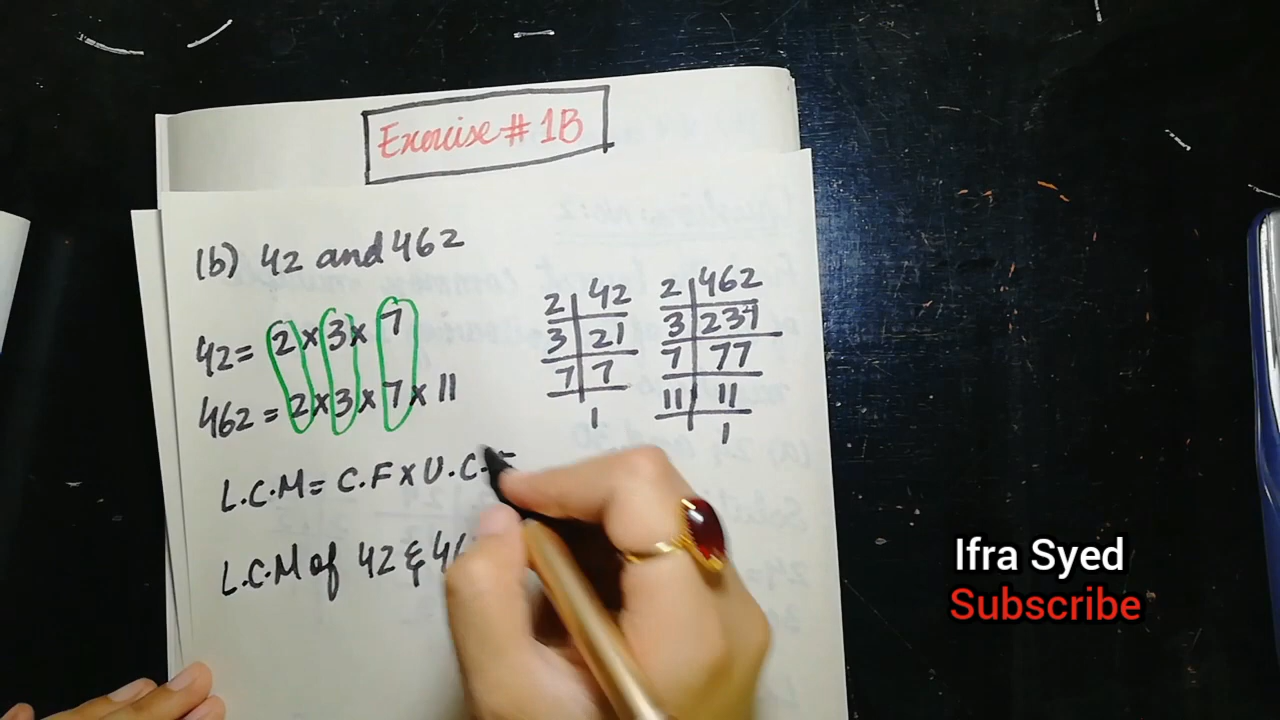 Exercise # 1B
(b) 42 and 462
42 = 2 × 3 × 7
462 = 2 × 3 × 7 × 11
2 | 42
3 | 21
7 | 7
1
2 | 462
3 | 231
7 | 77
11 | 11
1
L.C.M = C.F × U.C.F
L.C.M of 42 & 46
Ifra Syed
Subscribe